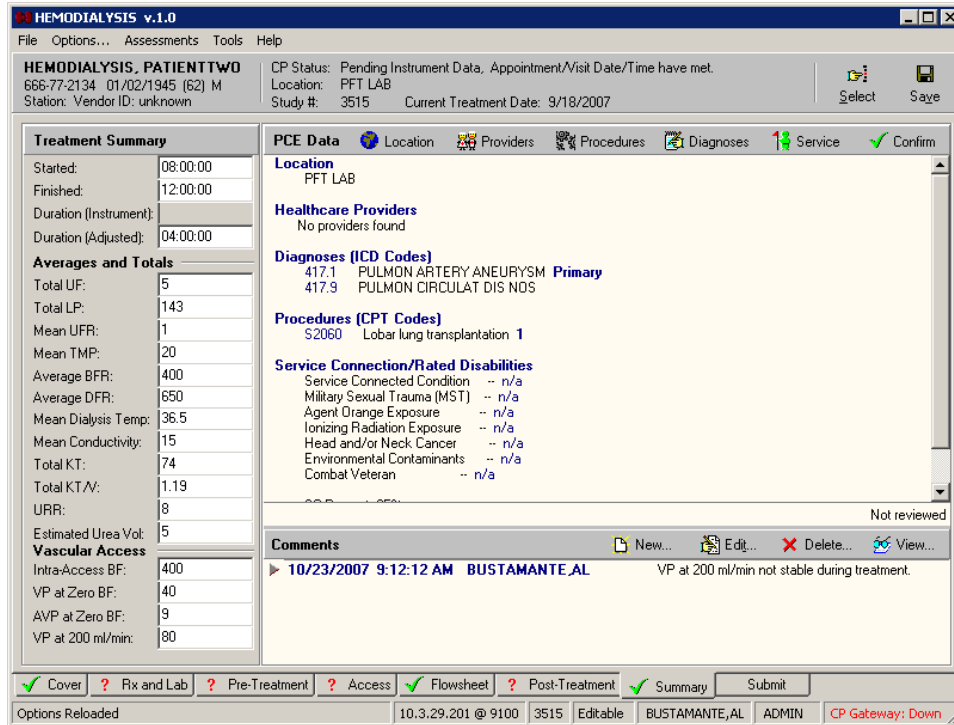 HEMODIALYSIS v.1.0
File Options... Assessments Tools Help
HEMODIALYSIS, PATIENTTWO
666-77-2134 01/02/1945 (62) M
Station: Vendor ID: unknown
CP Status: Pending Instrument Data, Appointment/Visit Date/Time have met.
Location: PFT LAB
Study #: 3515 Current Treatment Date: 9/18/2007
Select Save
Treatment Summary
Started: 08:00:00
Finished: 12:00:00
Duration (Instrument):
Duration (Adjusted): 04:00:00
Averages and Totals
Total UF: 5
Total LP: 143
Mean UFR: 1
Mean TMP: 20
Average BFR: 400
Average DFR: 650
Mean Dialysis Temp: 36.5
Mean Conductivity: 15
Total KT: 74
Total KT/V: 1.19
URR: 8
Estimated Urea Vol: 5
Vascular Access
Intra-Access BF: 400
VP at Zero BF: 40
AVP at Zero BF: 9
VP at 200 ml/min: 80
PCE Data Location Providers Procedures Diagnoses Service Confirm
Location
PFT LAB
Healthcare Providers
No providers found
Diagnoses (ICD Codes)
417.1 PULMON ARTERY ANEURYSM Primary
417.9 PULMON CIRCULAT DIS NOS
Procedures (CPT Codes)
S2060 Lobar lung transplantation 1
Service Connection/Rated Disabilities
Service Connected Condition -- n/a
Military Sexual Trauma (MST) -- n/a
Agent Orange Exposure -- n/a
Ionizing Radiation Exposure -- n/a
Head and/or Neck Cancer -- n/a
Environmental Contaminants -- n/a
Combat Veteran -- n/a
Not reviewed
Comments New... Edit... Delete... View...
10/23/2007 9:12:12 AM BUSTAMANTE,AL VP at 200 ml/min not stable during treatment.
Cover ? Rx and Lab ? Pre-Treatment ? Access Flowsheet ? Post-Treatment Summary Submit
Options Reloaded 10.3.29.201 @ 9100 3515 Editable BUSTAMANTE,AL ADMIN CP Gateway: Down